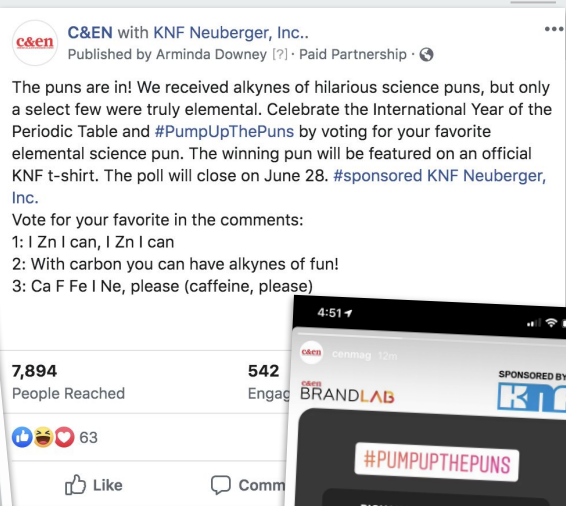 C&EN with KNF Neuberger, Inc..
Published by Arminda Downey [?] · Paid Partnership ·
c&en
The puns are in! We received alkynes of hilarious science puns, but only
a select few were truly elemental. Celebrate the International Year of the
Periodic Table and #PumpUpThePuns by voting for your favorite
elemental science pun. The winning pun will be featured on an official
KNF t-shirt. The poll will close on June 28. #sponsored KNF Neuberger,
Inc.
Vote for your favorite in the comments:
1: I Zn I can, I Zn I can
2: With carbon you can have alkynes of fun!
3: Ca F Fe I Ne, please (caffeine, please)
7,894
People Reached
542
Engag
63
Like
Comm
4:51
c&en
cenmag 12m
c&en
BRANDLAB
SPONSORED BY
#PUMPUPTHEPUNS